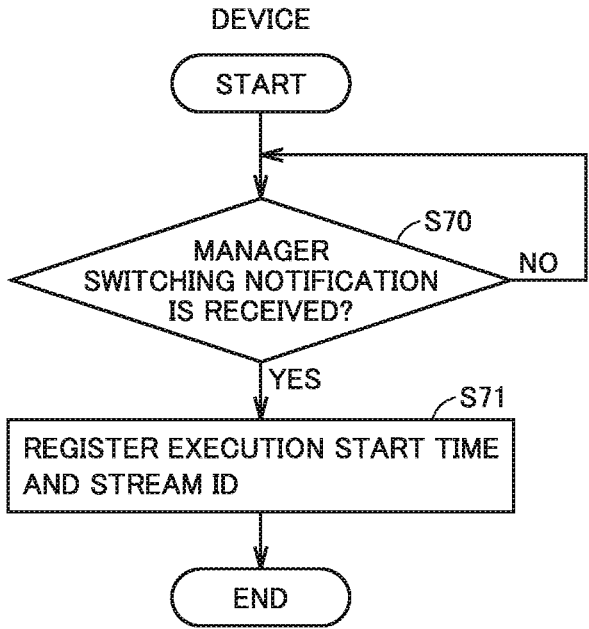 DEVICE
START
S70
MANAGER
SWITCHING NOTIFICATION
IS RECEIVED?
NO
YES
S71
REGISTER EXECUTION START TIME
AND STREAM ID
END